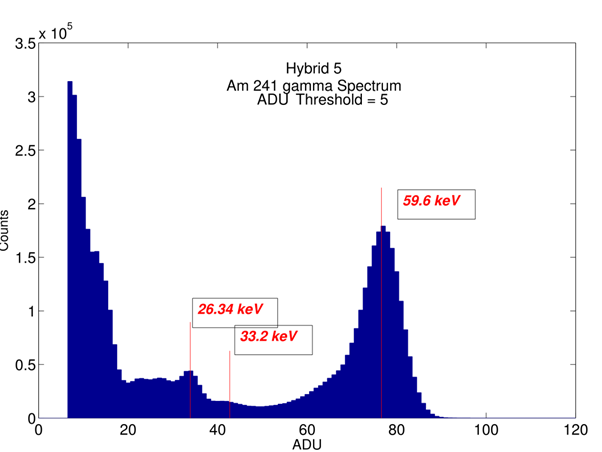 x 10^5
3.5
3
2.5
2
1.5
1
0.5
0
Counts
Hybrid 5
Am 241 gamma Spectrum
ADU Threshold = 5
59.6 keV
26.34 keV
33.2 keV
0 20 40 60 80 100 120
ADU